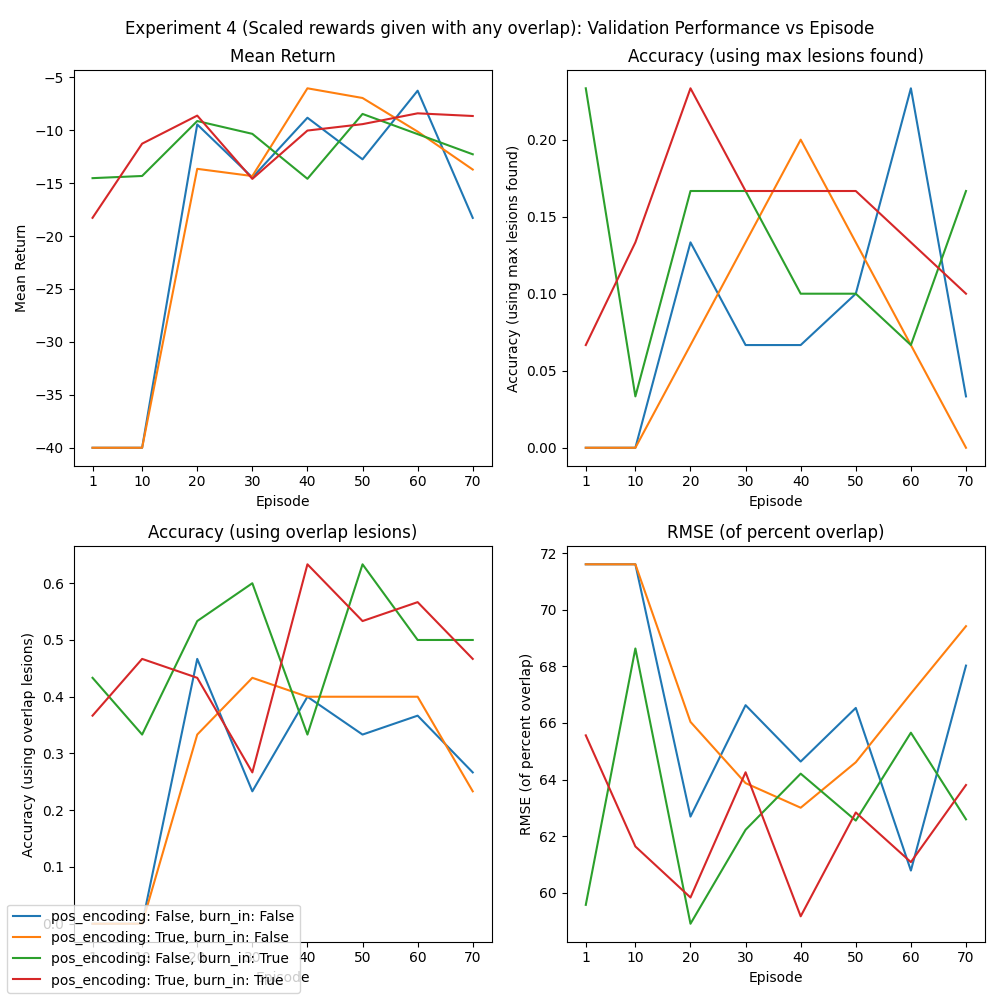 Experiment 4 (Scaled rewards given with any overlap): Validation Performance vs Episode
Mean Return
Mean Return
−5
−10
−15
−20
−25
−30
−35
−40
1 10 20 30 40 50 60 70
Episode
Accuracy (using max lesions found)
Accuracy (using max lesions found)
0.20
0.15
0.10
0.05
0.00
1 10 20 30 40 50 60 70
Episode
Accuracy (using overlap lesions)
Accuracy (using overlap lesions)
0.6
0.5
0.4
0.3
0.2
0.1
0.0
20 40 50 60 70
Episode
RMSE (of percent overlap)
RMSE (of percent overlap)
72
70
68
66
64
62
60
1 10 20 30 40 50 60 70
Episode
pos_encoding: False, burn_in: False
pos_encoding: True, burn_in: False
pos_encoding: False, burn_in: True
pos_encoding: True, burn_in: True